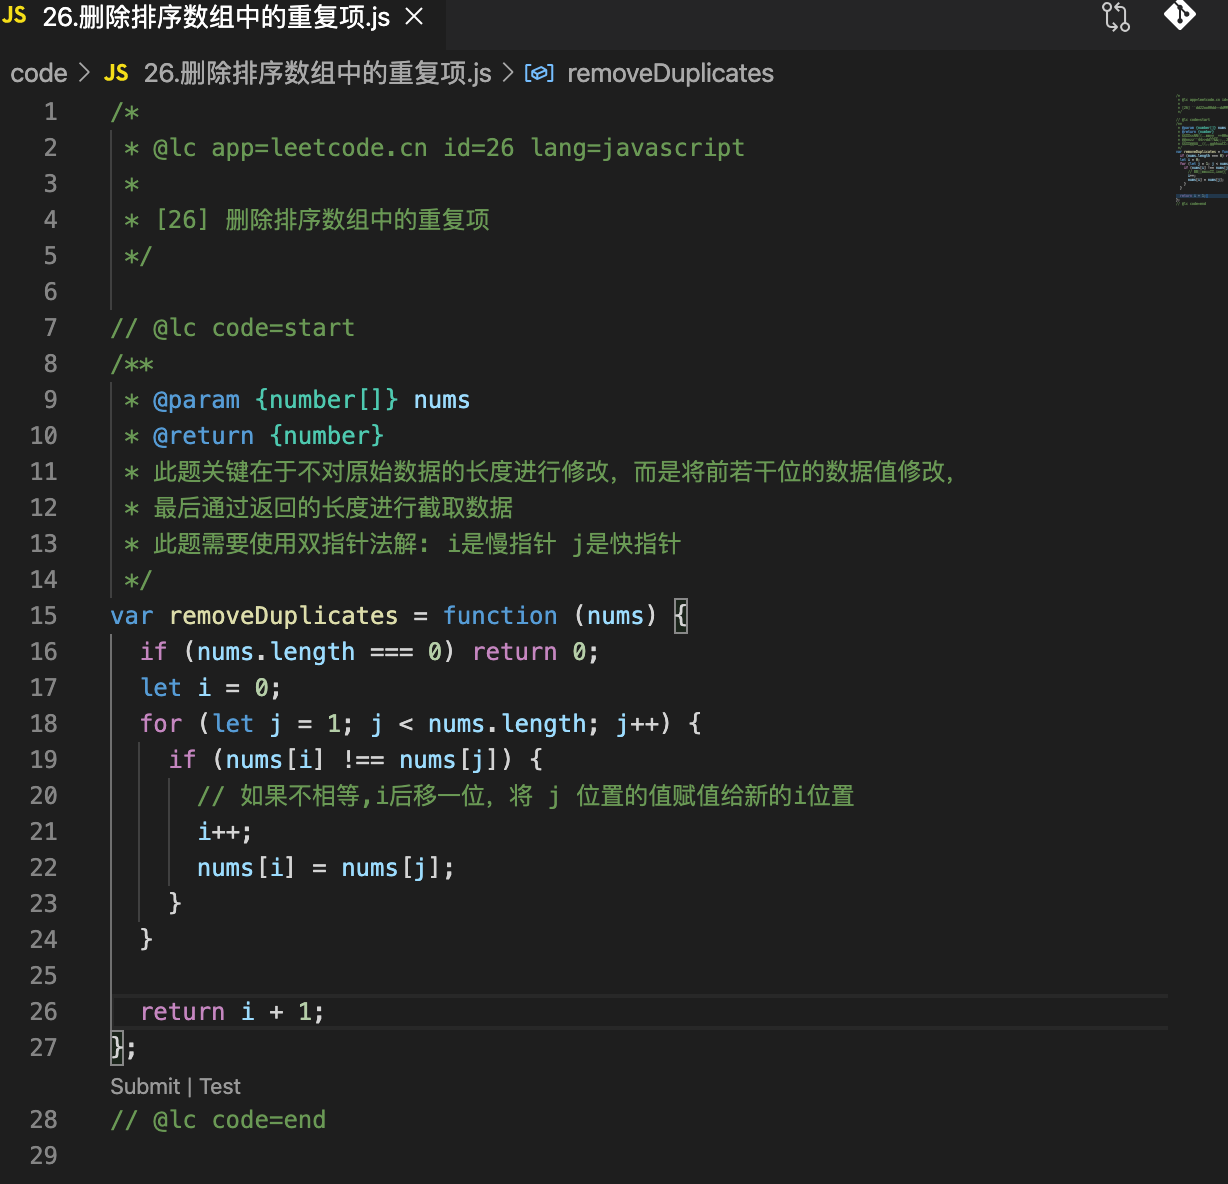 JS 26.删除排序数组中的重复项.js ×
code > JS 26.删除排序数组中的重复项.js > removeDuplicates
1 /*
2  * @lc app=leetcode.cn id=26 lang=javascript
3  *
4  * [26] 删除排序数组中的重复项
5  */
6
7 // @lc code=start
8 /**
9  * @param {number[]} nums
10  * @return {number}
11  * 此题关键在于不对原始数据的长度进行修改，而是将前若干位的数据值修改，
12  * 最后通过返回的长度进行截取数据
13  * 此题需要使用双指针法解: i是慢指针 j是快指针
14  */
15 var removeDuplicates = function (nums) {
16   if (nums.length === 0) return 0;
17   let i = 0;
18   for (let j = 1; j < nums.length; j++) {
19     if (nums[i] !== nums[j]) {
20       // 如果不相等,i后移一位，将 j 位置的值赋值给新的i位置
21       i++;
22       nums[i] = nums[j];
23     }
24   }
25
26   return i + 1;
27 };
Submit | Test
28 // @lc code=end
29